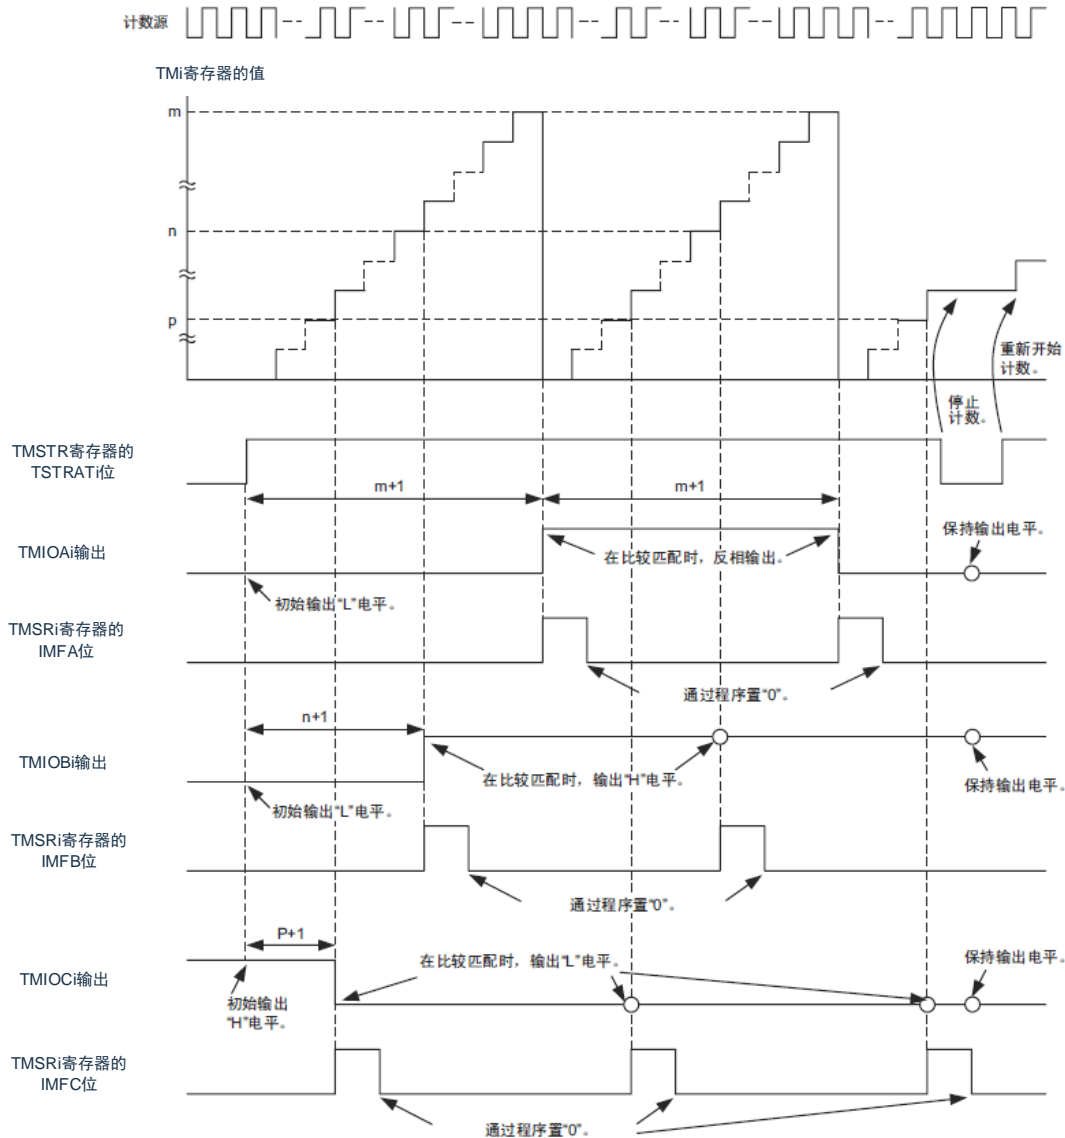 计数源
TMi寄存器的值
m
n
p
重新开始
计数。
停止
计数。
TMSTR寄存器的
TSTRATi位
m+1
m+1
TMIOAi输出
在比较匹配时，反相输出。
保持输出电平。
初始输出“L”电平。
TMSRi寄存器的
IMFA位
通过程序置“0”。
n+1
TMIOBi输出
在比较匹配时，输出“H”电平。
保持输出电平。
初始输出“L”电平。
TMSRi寄存器的
IMFB位
通过程序置“0”。
P+1
在比较匹配时，输出“L”电平。
保持输出电平。
TMIOCi输出
初始输出
“H”电平。
TMSRi寄存器的
IMFC位
通过程序置“0”。